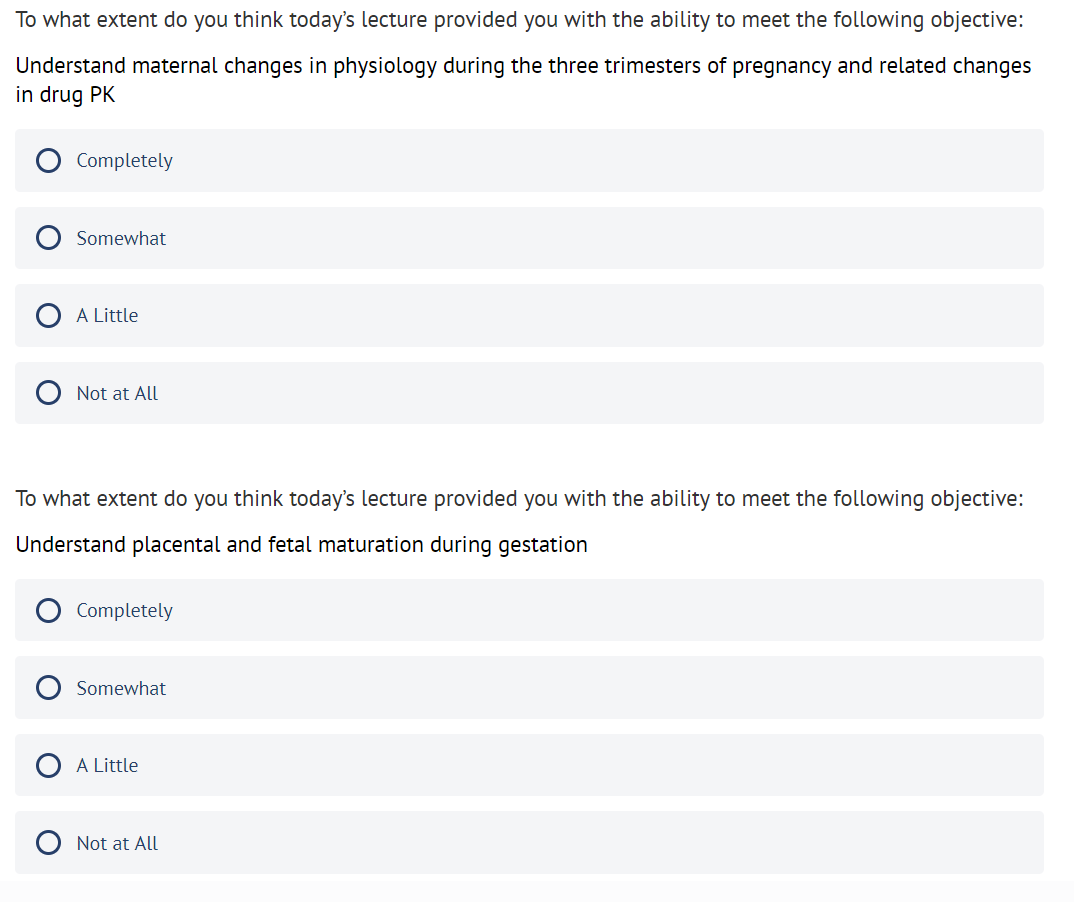 To what extent do you think today’s lecture provided you with the ability to meet the following objective:
Understand maternal changes in physiology during the three trimesters of pregnancy and related changes
in drug PK
Completely
Somewhat
A Little
Not at All
To what extent do you think today’s lecture provided you with the ability to meet the following objective:
Understand placental and fetal maturation during gestation
Completely
Somewhat
A Little
Not at All